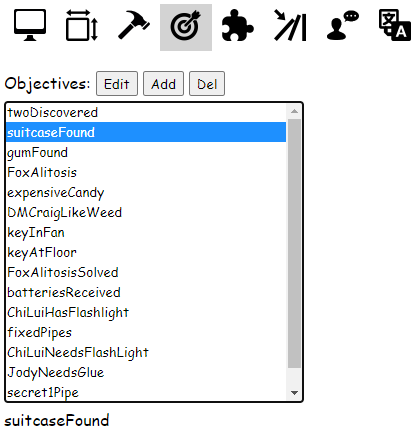 文 A
Objectives: Edit Add Del
twoDiscovered
suitcaseFound
gumFound
FoxAlitosis
expensiveCandy
DMCraigLikeWeed
keyInFan
keyAtFloor
FoxAlitosisSolved
batteriesReceived
ChiLuiHasFlashlight
fixedPipes
ChiLuiNeedsFlashLight
JodyNeedsGlue
secret1Pipe
suitcaseFound